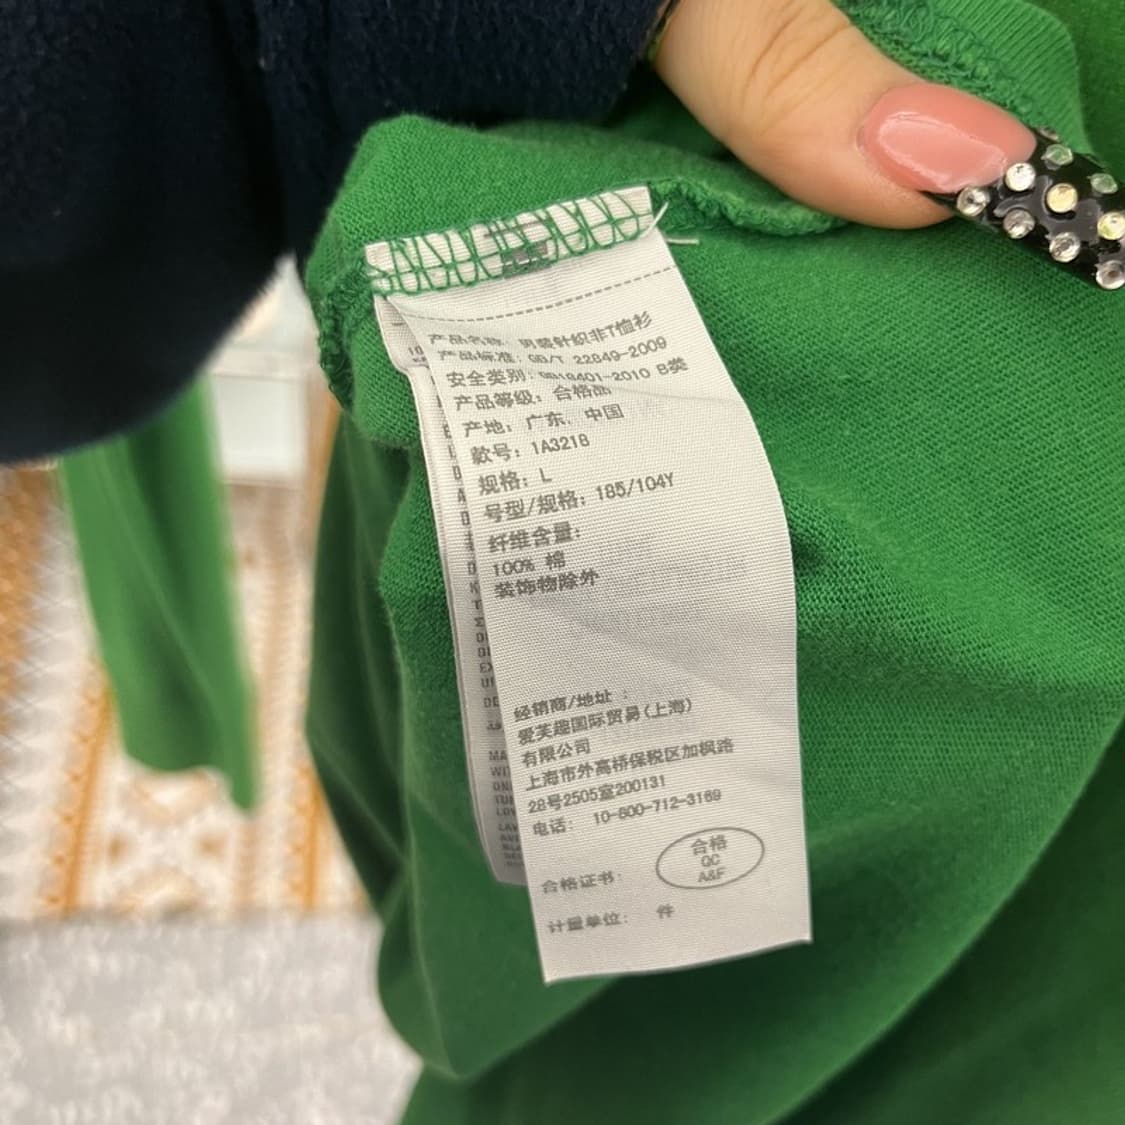 产品名称: 男装针织非T恤衫
产品标准: GB/T 22849-2009
安全类别: GB18401-2010 B类
产品等级: 合格品
产地: 广东, 中国
款号: 1A3218
规格: L
号型/规格: 185/104Y
纤维含量:
100% 棉
装饰物除外
经销商/地址 :
爱芙趣国际贸易(上海)
有限公司
上海市外高桥保税区加枫路
28号2505室200131
电话: 10-800-712-3169
合格
QC
A&F
合格证书:
计量单位: 件